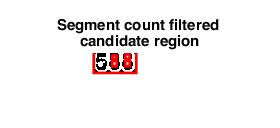 Segment count filtered
candidate region
588